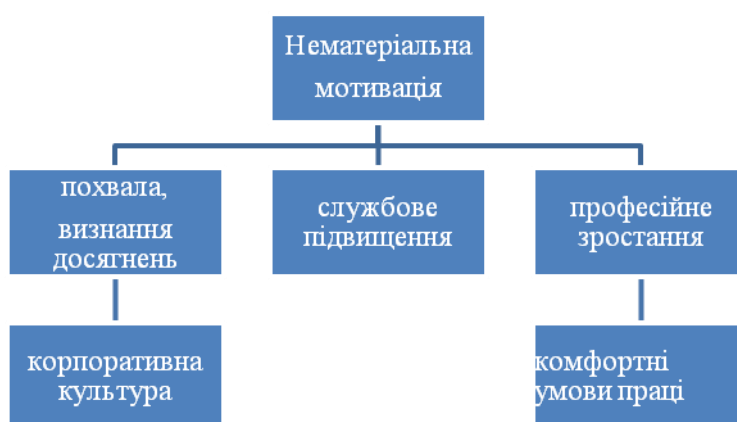 Нематеріальна
мотивація
похвала,
визнання
досягнень
службове
підвищення
професійне
зростання
корпоративна
культура
комфортні
умови праці